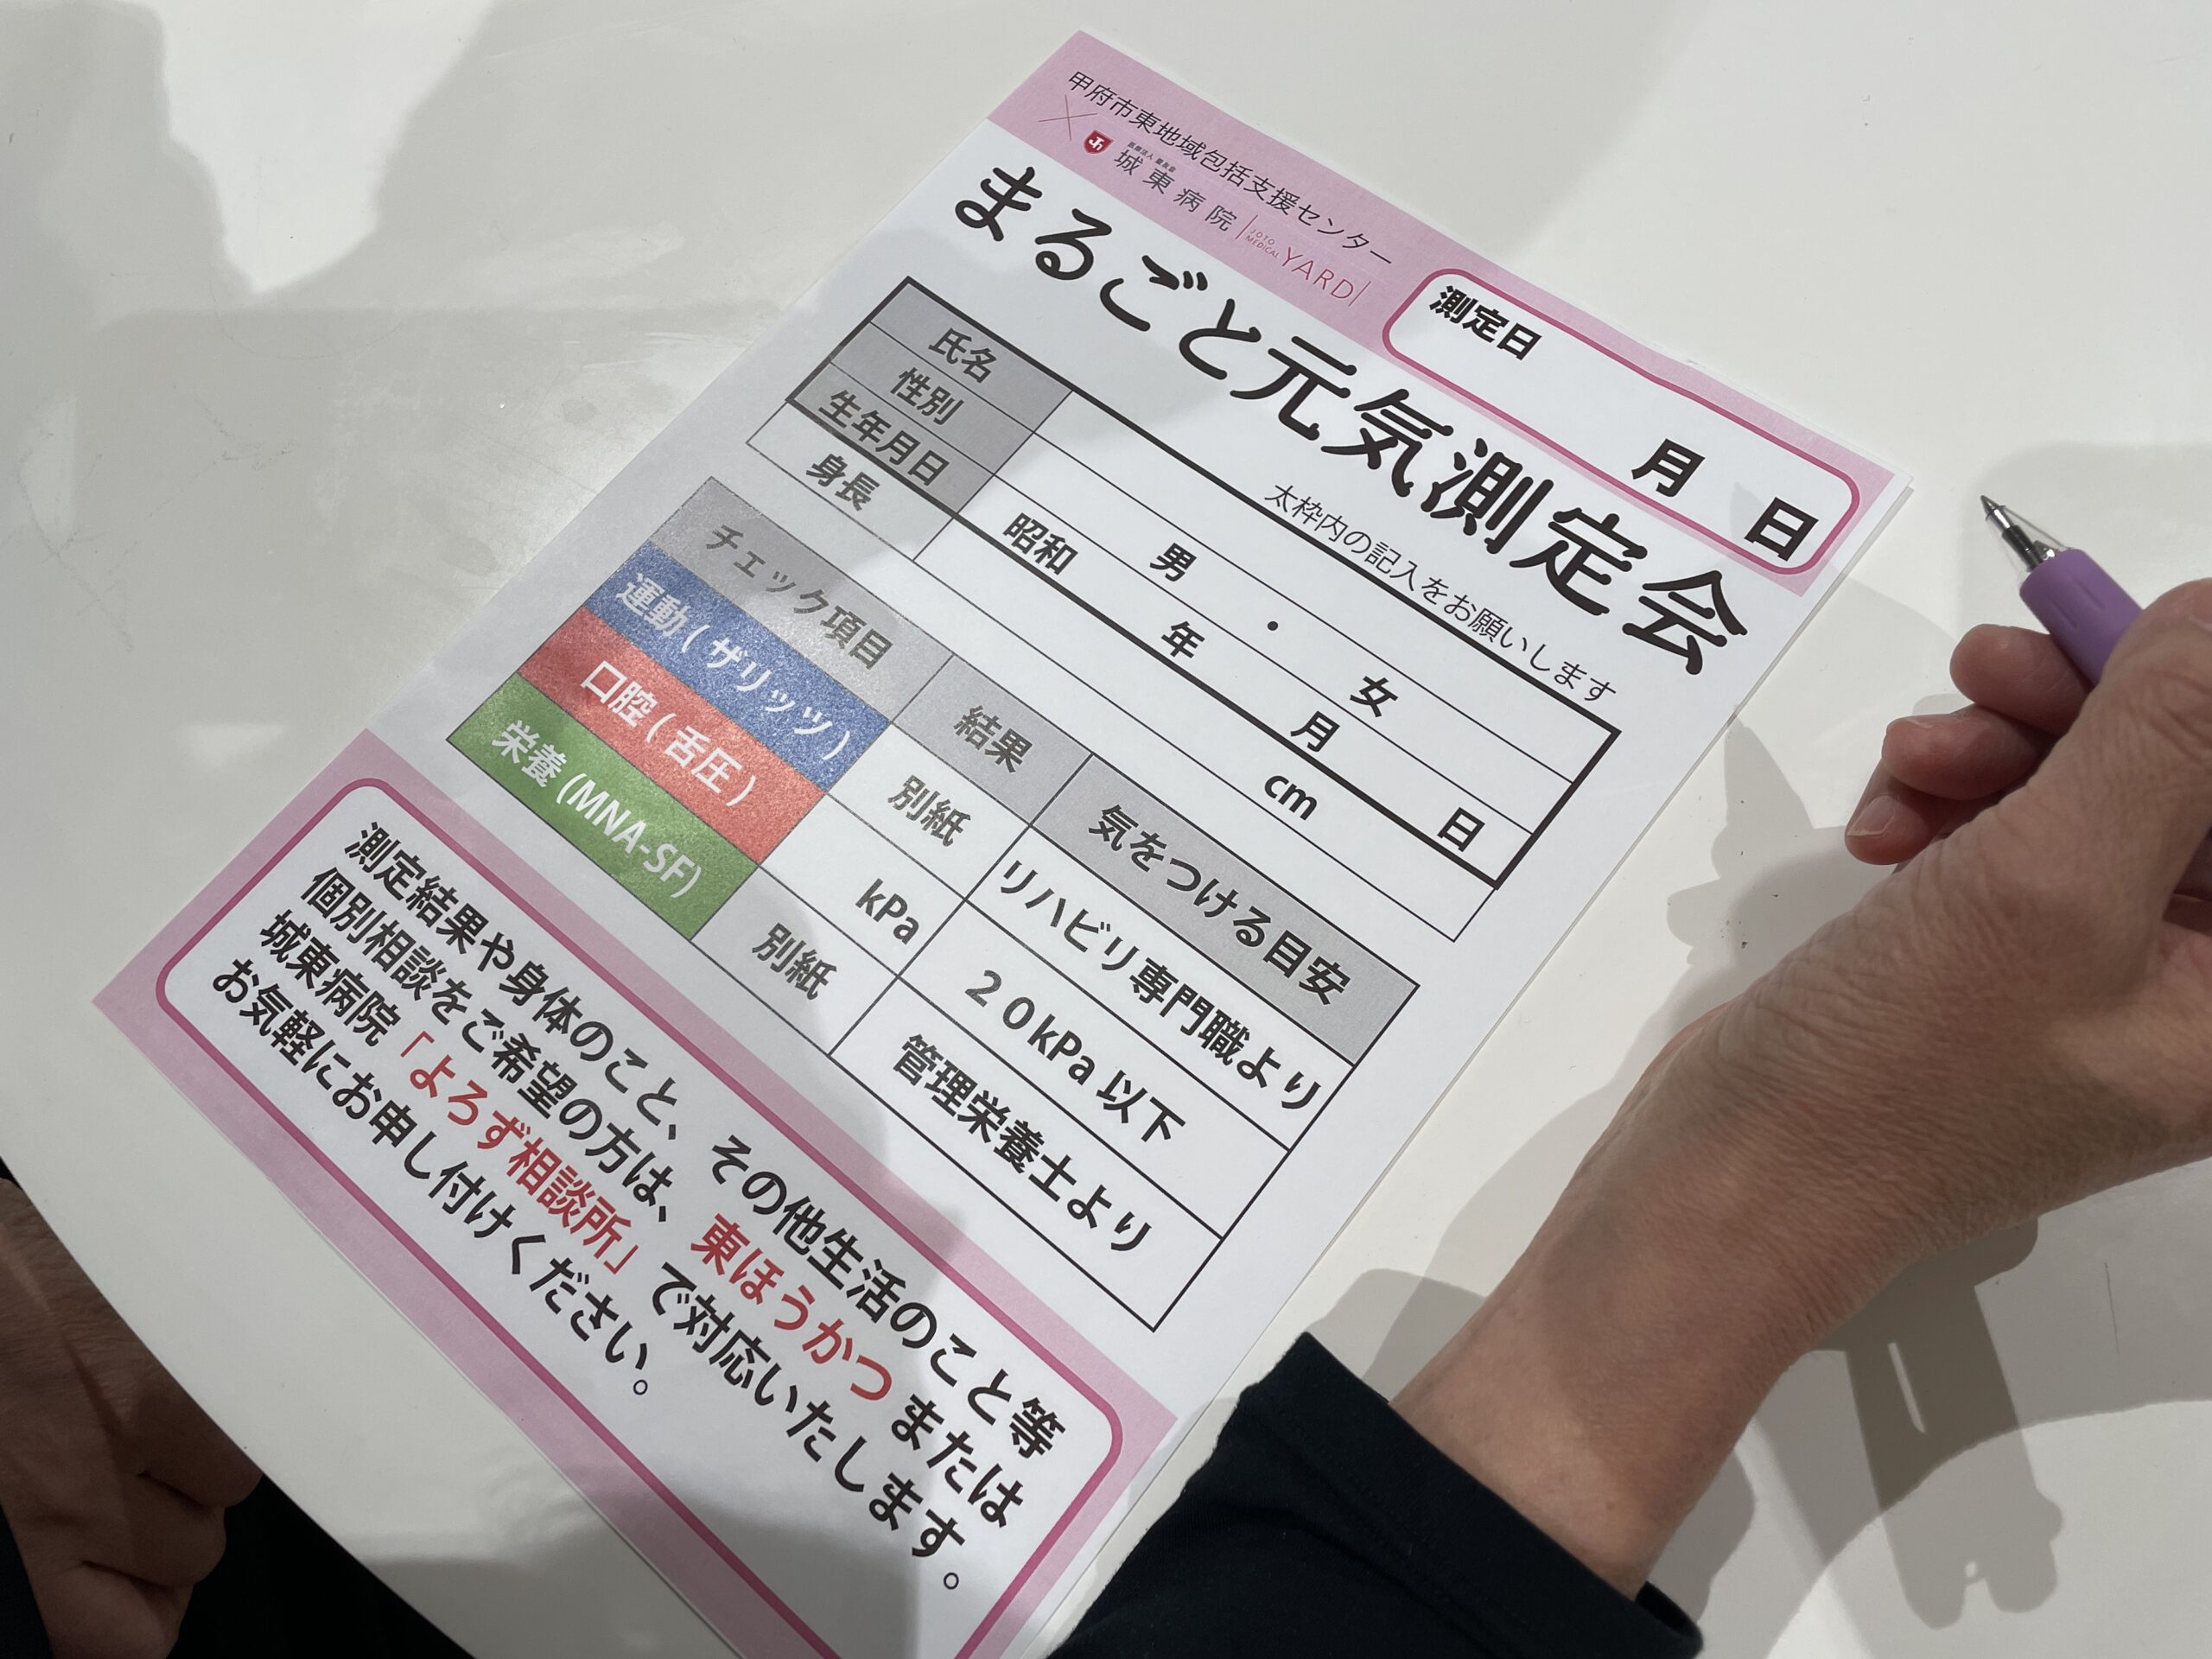 甲府市東地域包括支援センター
城東病院 JOTO MEDICAL YARD
測定日
月 日
まるごと元気測定会
太枠内の記入をお願いします
氏名
性別 男 ・ 女
生年月日 昭和 年 月 日
身長 cm
チェック項目 結果 気をつける目安
運動(ザリッツ) 別紙 リハビリ専門職より
口腔(舌圧) kPa 20kPa以下
栄養(MNA-SF) 別紙 管理栄養士より
測定結果や身体のこと、その他生活のこと等
個別相談をご希望の方は、東ほうかつまたは
城東病院「よろず相談所」で対応いたします。
お気軽にお申し付けください。